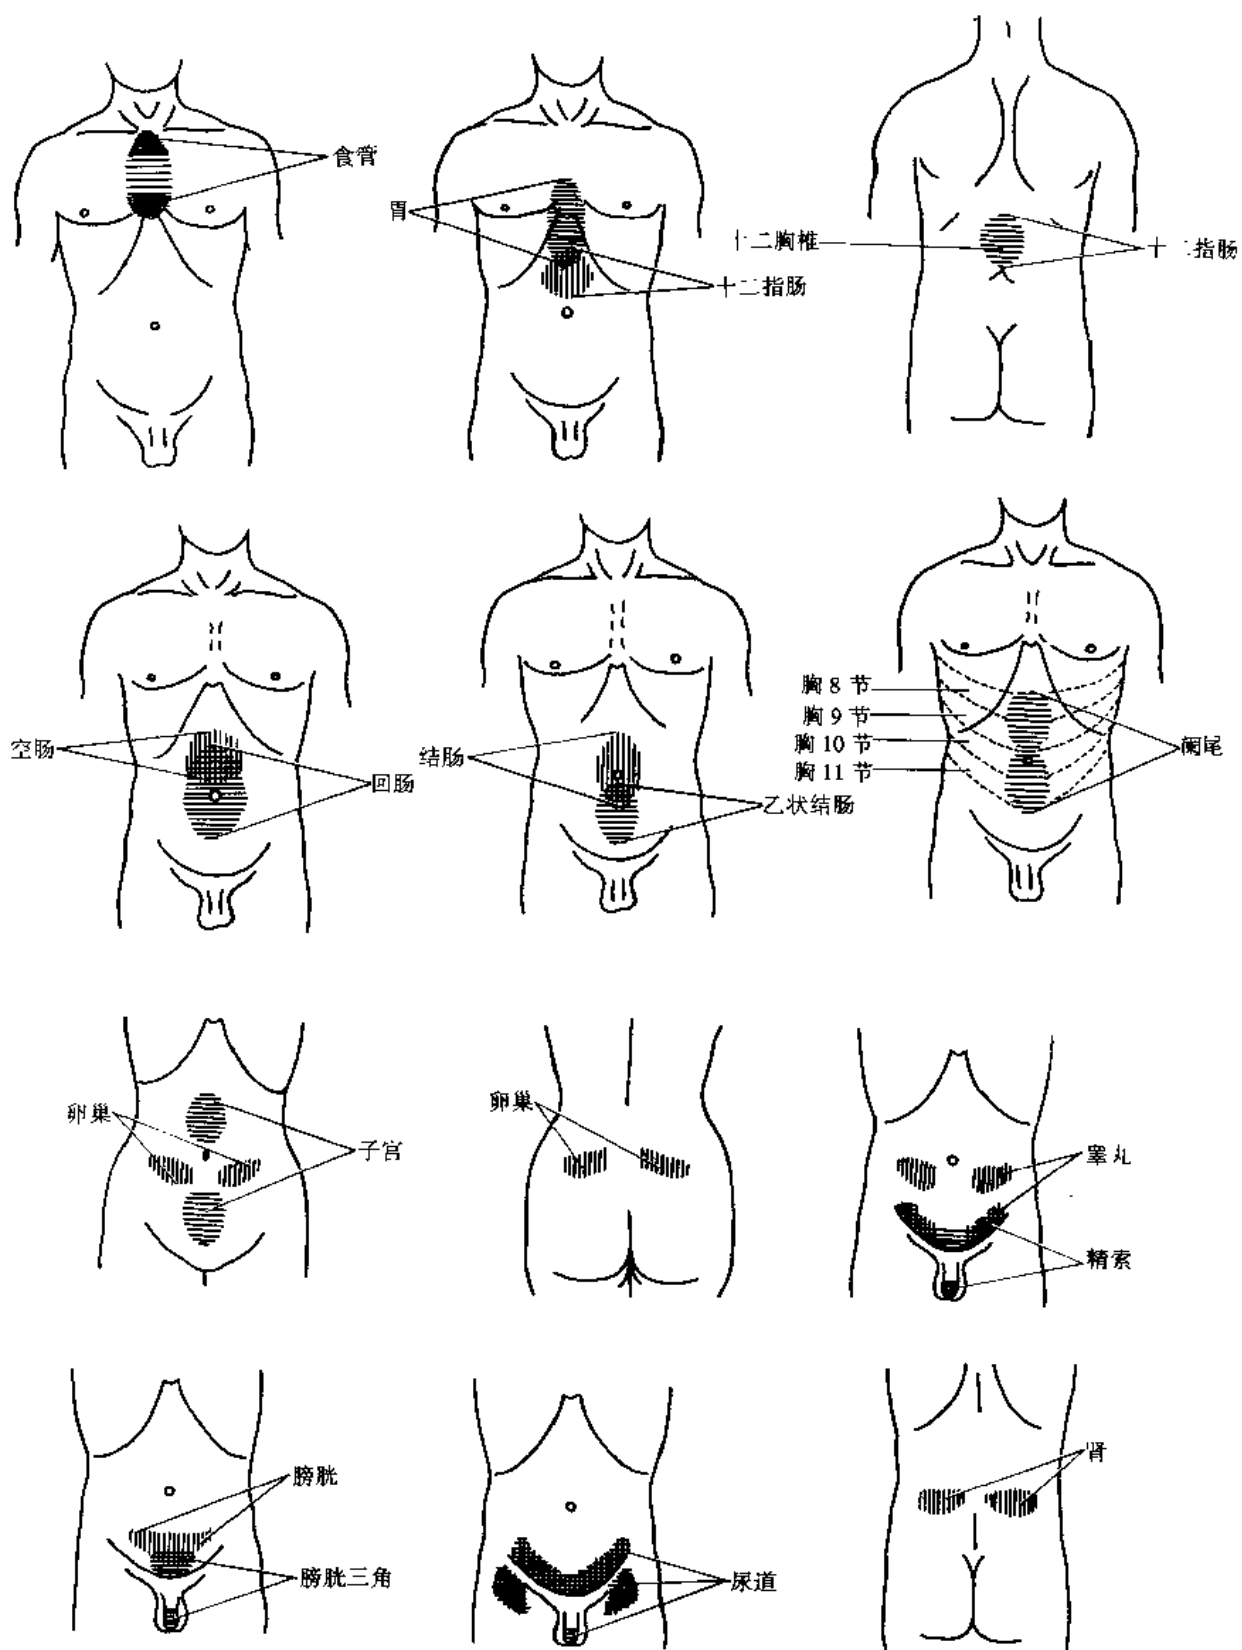 食管
胃
十二指肠
十二胸椎
十二指肠
空肠
回肠
结肠
乙状结肠
胸 8 节
胸 9 节
胸 10 节
胸 11 节
阑尾
卵巢
子宫
卵巢
睾丸
精索
膀胱
膀胱三角
尿道
肾